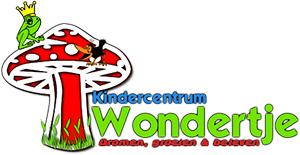 Kindercentrum
Wondertje
Dromen, groeien & beleven